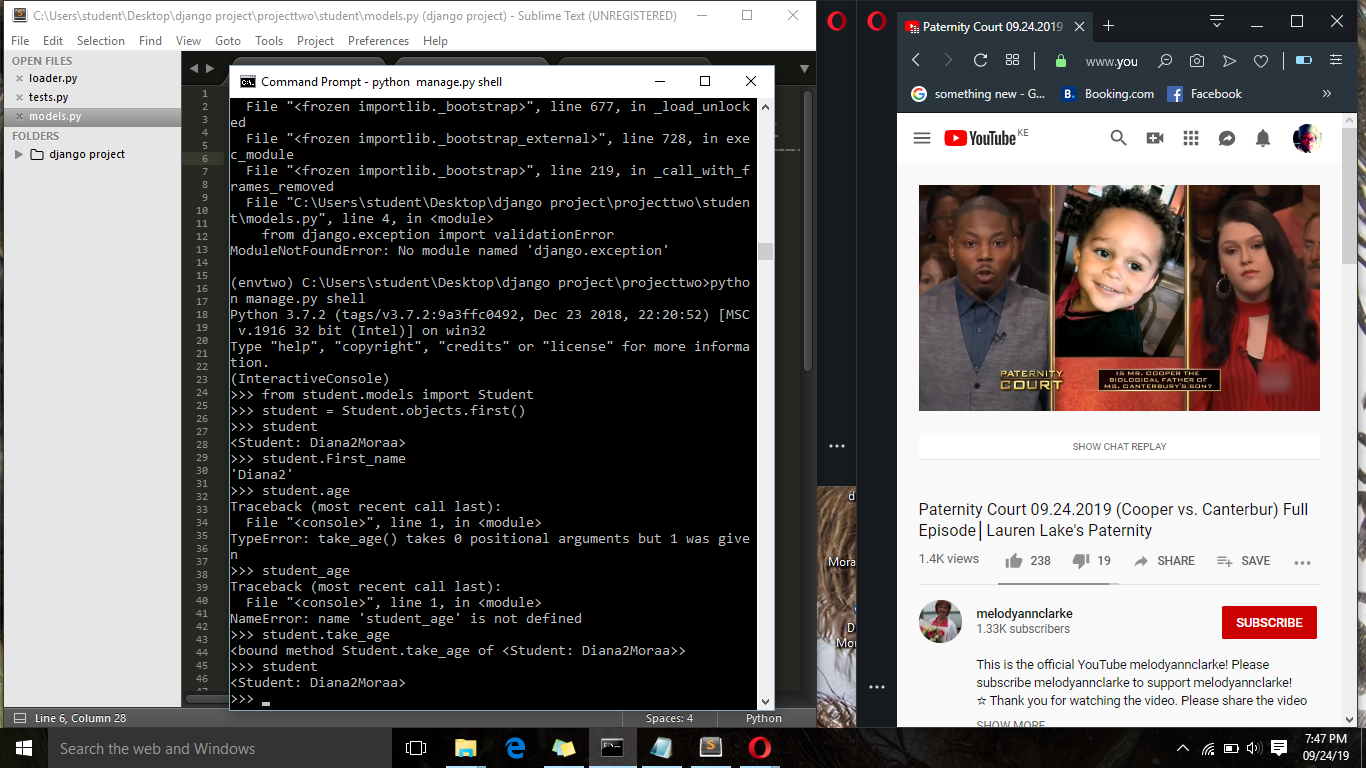 C:\Users\student\Desktop\django project\projecttwo\student\models.py (django project) - Sublime Text (UNREGISTERED)
File Edit Selection Find View Goto Tools Project Preferences Help
OPEN FILES
loader.py
tests.py
models.py
FOLDERS
django project
1
2
3
4
5
6
7
8
9
10
11
12
13
14
15
16
17
18
19
20
21
22
23
24
25
26
27
28
29
30
31
32
33
34
35
36
37
38
39
40
41
42
43
44
45
46
Command Prompt - python manage.py shell
File "<frozen importlib._bootstrap>", line 677, in _load_unlock
ed
File "<frozen importlib._bootstrap_external>", line 728, in exe
c_module
File "<frozen importlib._bootstrap>", line 219, in _call_with_f
rames_removed
File "C:\Users\student\Desktop\django project\projecttwo\studen
t\models.py", line 4, in <module>
from django.exception import validationError
ModuleNotFoundError: No module named 'django.exception'
(envtwo) C:\Users\student\Desktop\django project\projecttwo>pytho
n manage.py shell
Python 3.7.2 (tags/v3.7.2:9a3ffc0492, Dec 23 2018, 22:20:52) [MSC
v.1916 32 bit (Intel)] on win32
Type "help", "copyright", "credits" or "license" for more informa
tion.
(InteractiveConsole)
>>> from student.models import Student
>>> student = Student.objects.first()
>>> student
<Student: Diana2Moraa>
>>> student.First_name
'Diana2'
>>> student.age
Traceback (most recent call last):
File "<console>", line 1, in <module>
TypeError: take_age() takes 0 positional arguments but 1 was give
n
>>> student_age
Traceback (most recent call last):
File "<console>", line 1, in <module>
NameError: name 'student_age' is not defined
>>> student.take_age
<bound method Student.take_age of <Student: Diana2Moraa>>
>>> student
<Student: Diana2Moraa>
>>>
Line 6, Column 28 Spaces: 4 Python
d
Mora
D
Mor
Paternity Court 09.24.2019
www.you
something new - G... Booking.com Facebook
YouTube KE
PATERNITY
COURT
IS MR. COOPER THE
BIOLOGICAL FATHER OF
MS. CANTERBURY'S SON?
SHOW CHAT REPLAY
Paternity Court 09.24.2019 (Cooper vs. Canterbur) Full
Episode│Lauren Lake's Paternity
1.4K views 238 19 SHARE SAVE
melodyannclarke
1.33K subscribers
SUBSCRIBE
This is the official YouTube melodyannclarke! Please
subscribe melodyannclarke to support melodyannclarke!
☆ Thank you for watching the video. Please share the video
SHOW MORE
Search the web and Windows
7:47 PM
09/24/19